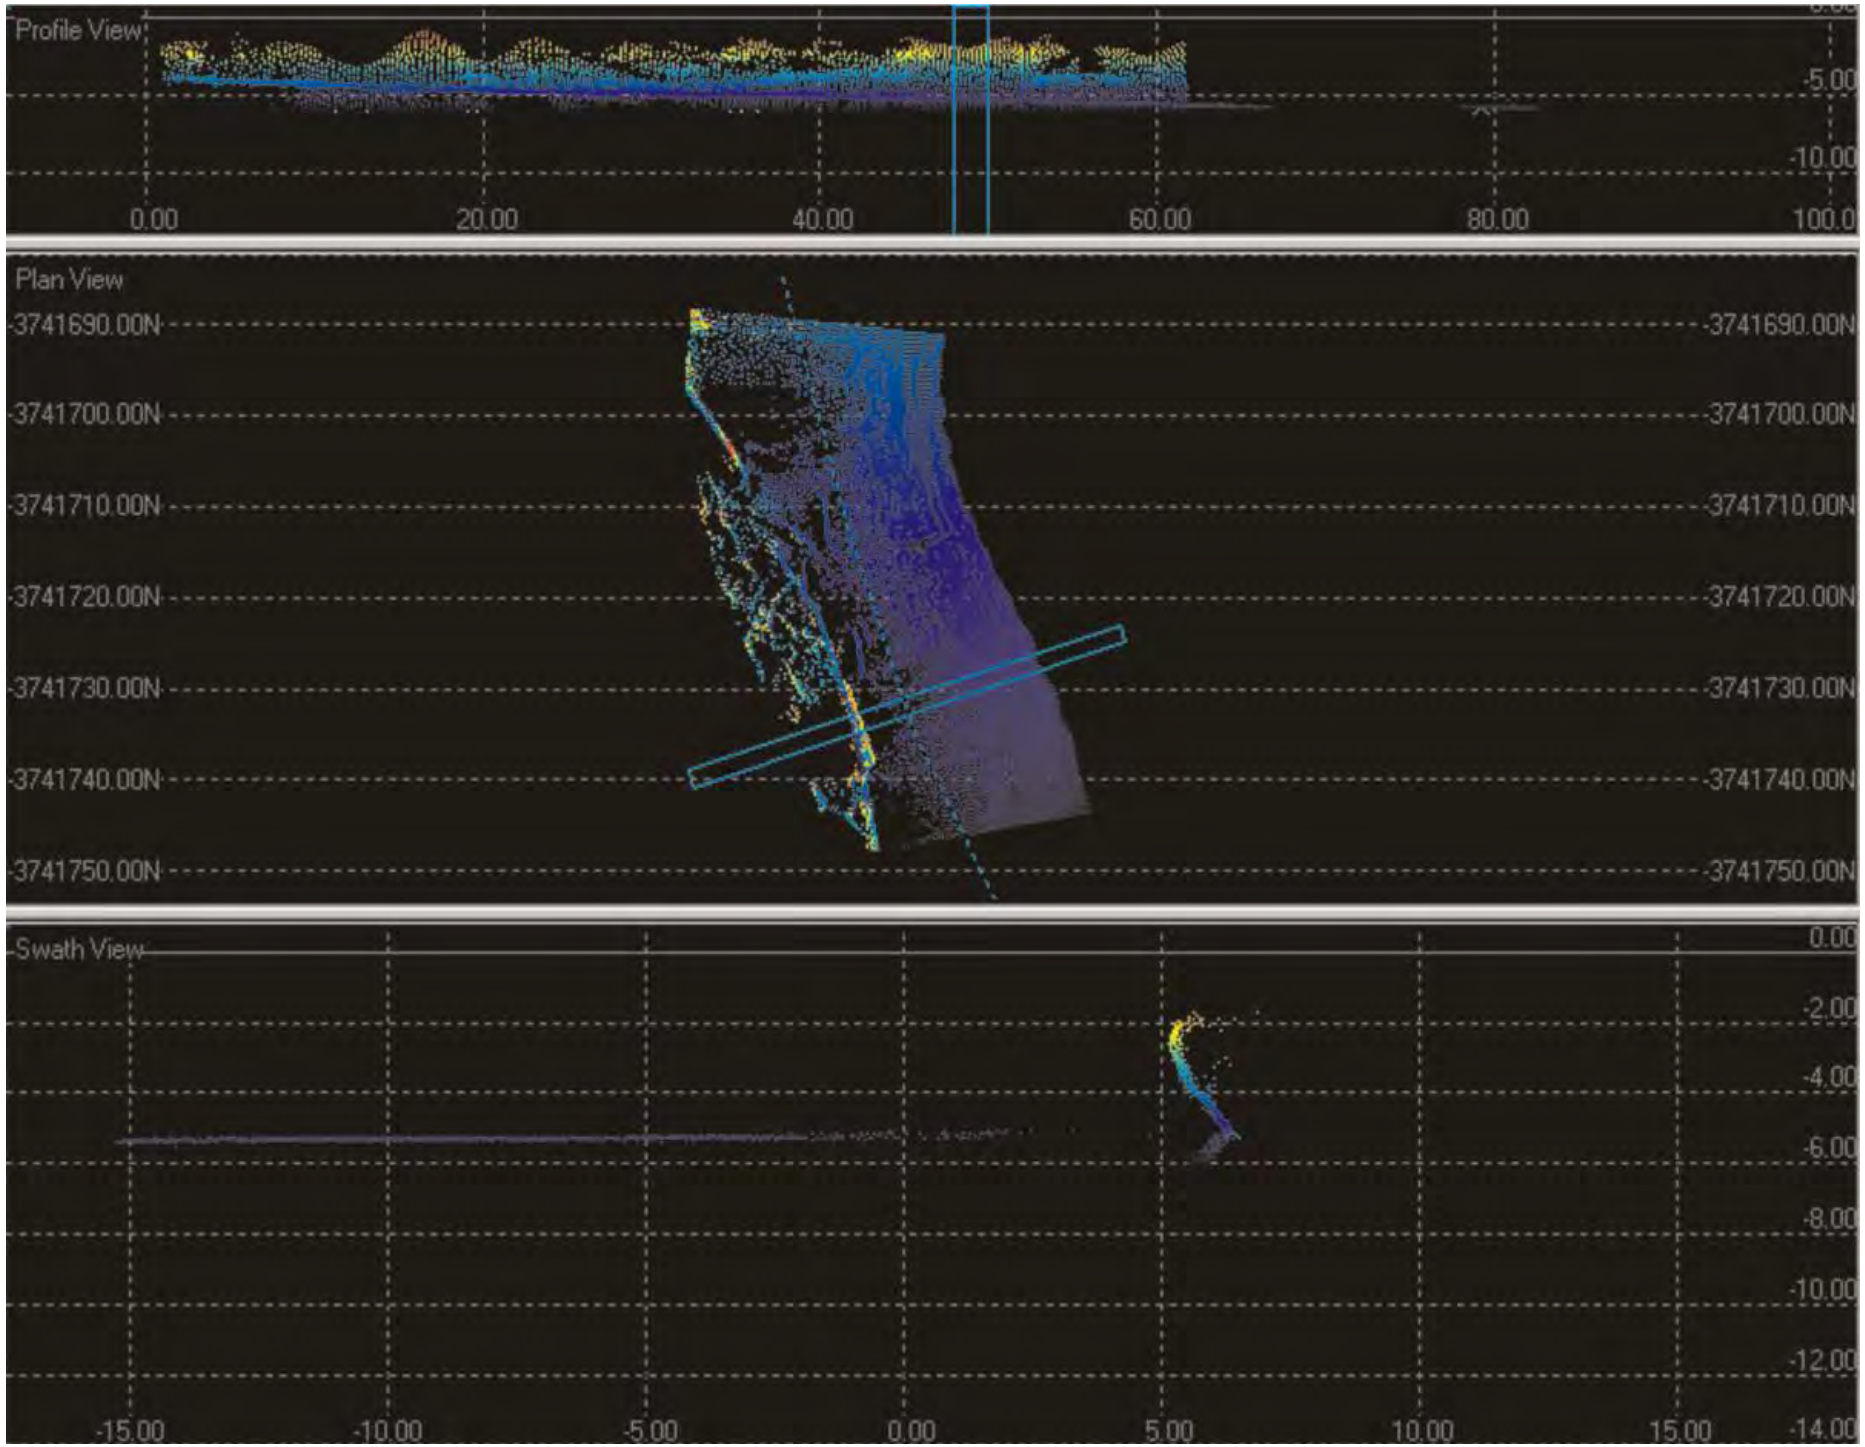 0.00
Profile View
-5.00
-10.00
0.00 20.00 40.00 60.00 80.00 100.0
Plan View
-3741690.00N -3741690.00N
-3741700.00N -3741700.00N
-3741710.00N -3741710.00N
-3741720.00N -3741720.00N
-3741730.00N -3741730.00N
-3741740.00N -3741740.00N
-3741750.00N -3741750.00N
0.00
Swath View
-2.00
-4.00
-6.00
-8.00
-10.00
-12.00
-15.00 -10.00 -5.00 0.00 5.00 10.00 15.00 -14.00